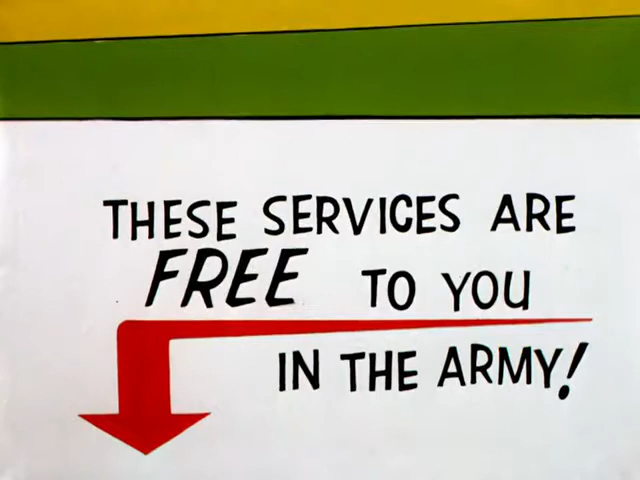 THESE SERVICES ARE
FREE TO YOU
IN THE ARMY!